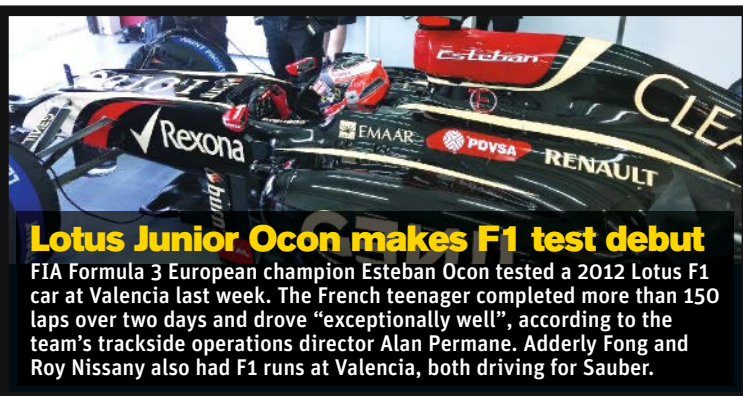 Esteban
CLEA
Rexona
EMAAR
PDVSA
RENAULT
burn
Lotus Junior Ocon makes F1 test debut
FIA Formula 3 European champion Esteban Ocon tested a 2012 Lotus F1
car at Valencia last week. The French teenager completed more than 150
laps over two days and drove “exceptionally well”, according to the
team’s trackside operations director Alan Permane. Adderly Fong and
Roy Nissany also had F1 runs at Valencia, both driving for Sauber.